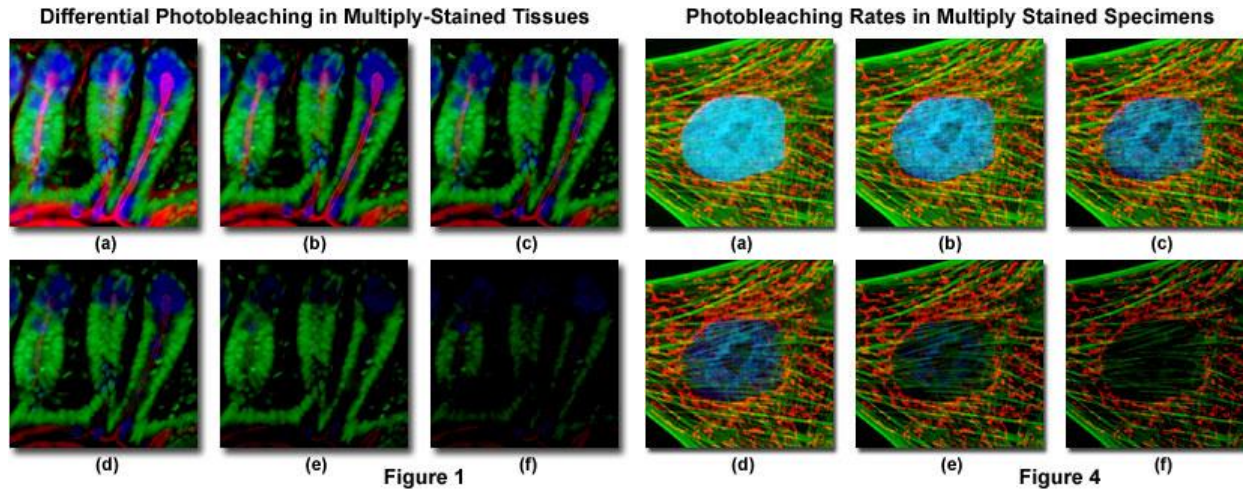 Differential Photobleaching in Multiply-Stained Tissues
(a) (b) (c)
(d) (e) (f)
Figure 1
Photobleaching Rates in Multiply Stained Specimens
(a) (b) (c)
(d) (e) (f)
Figure 4